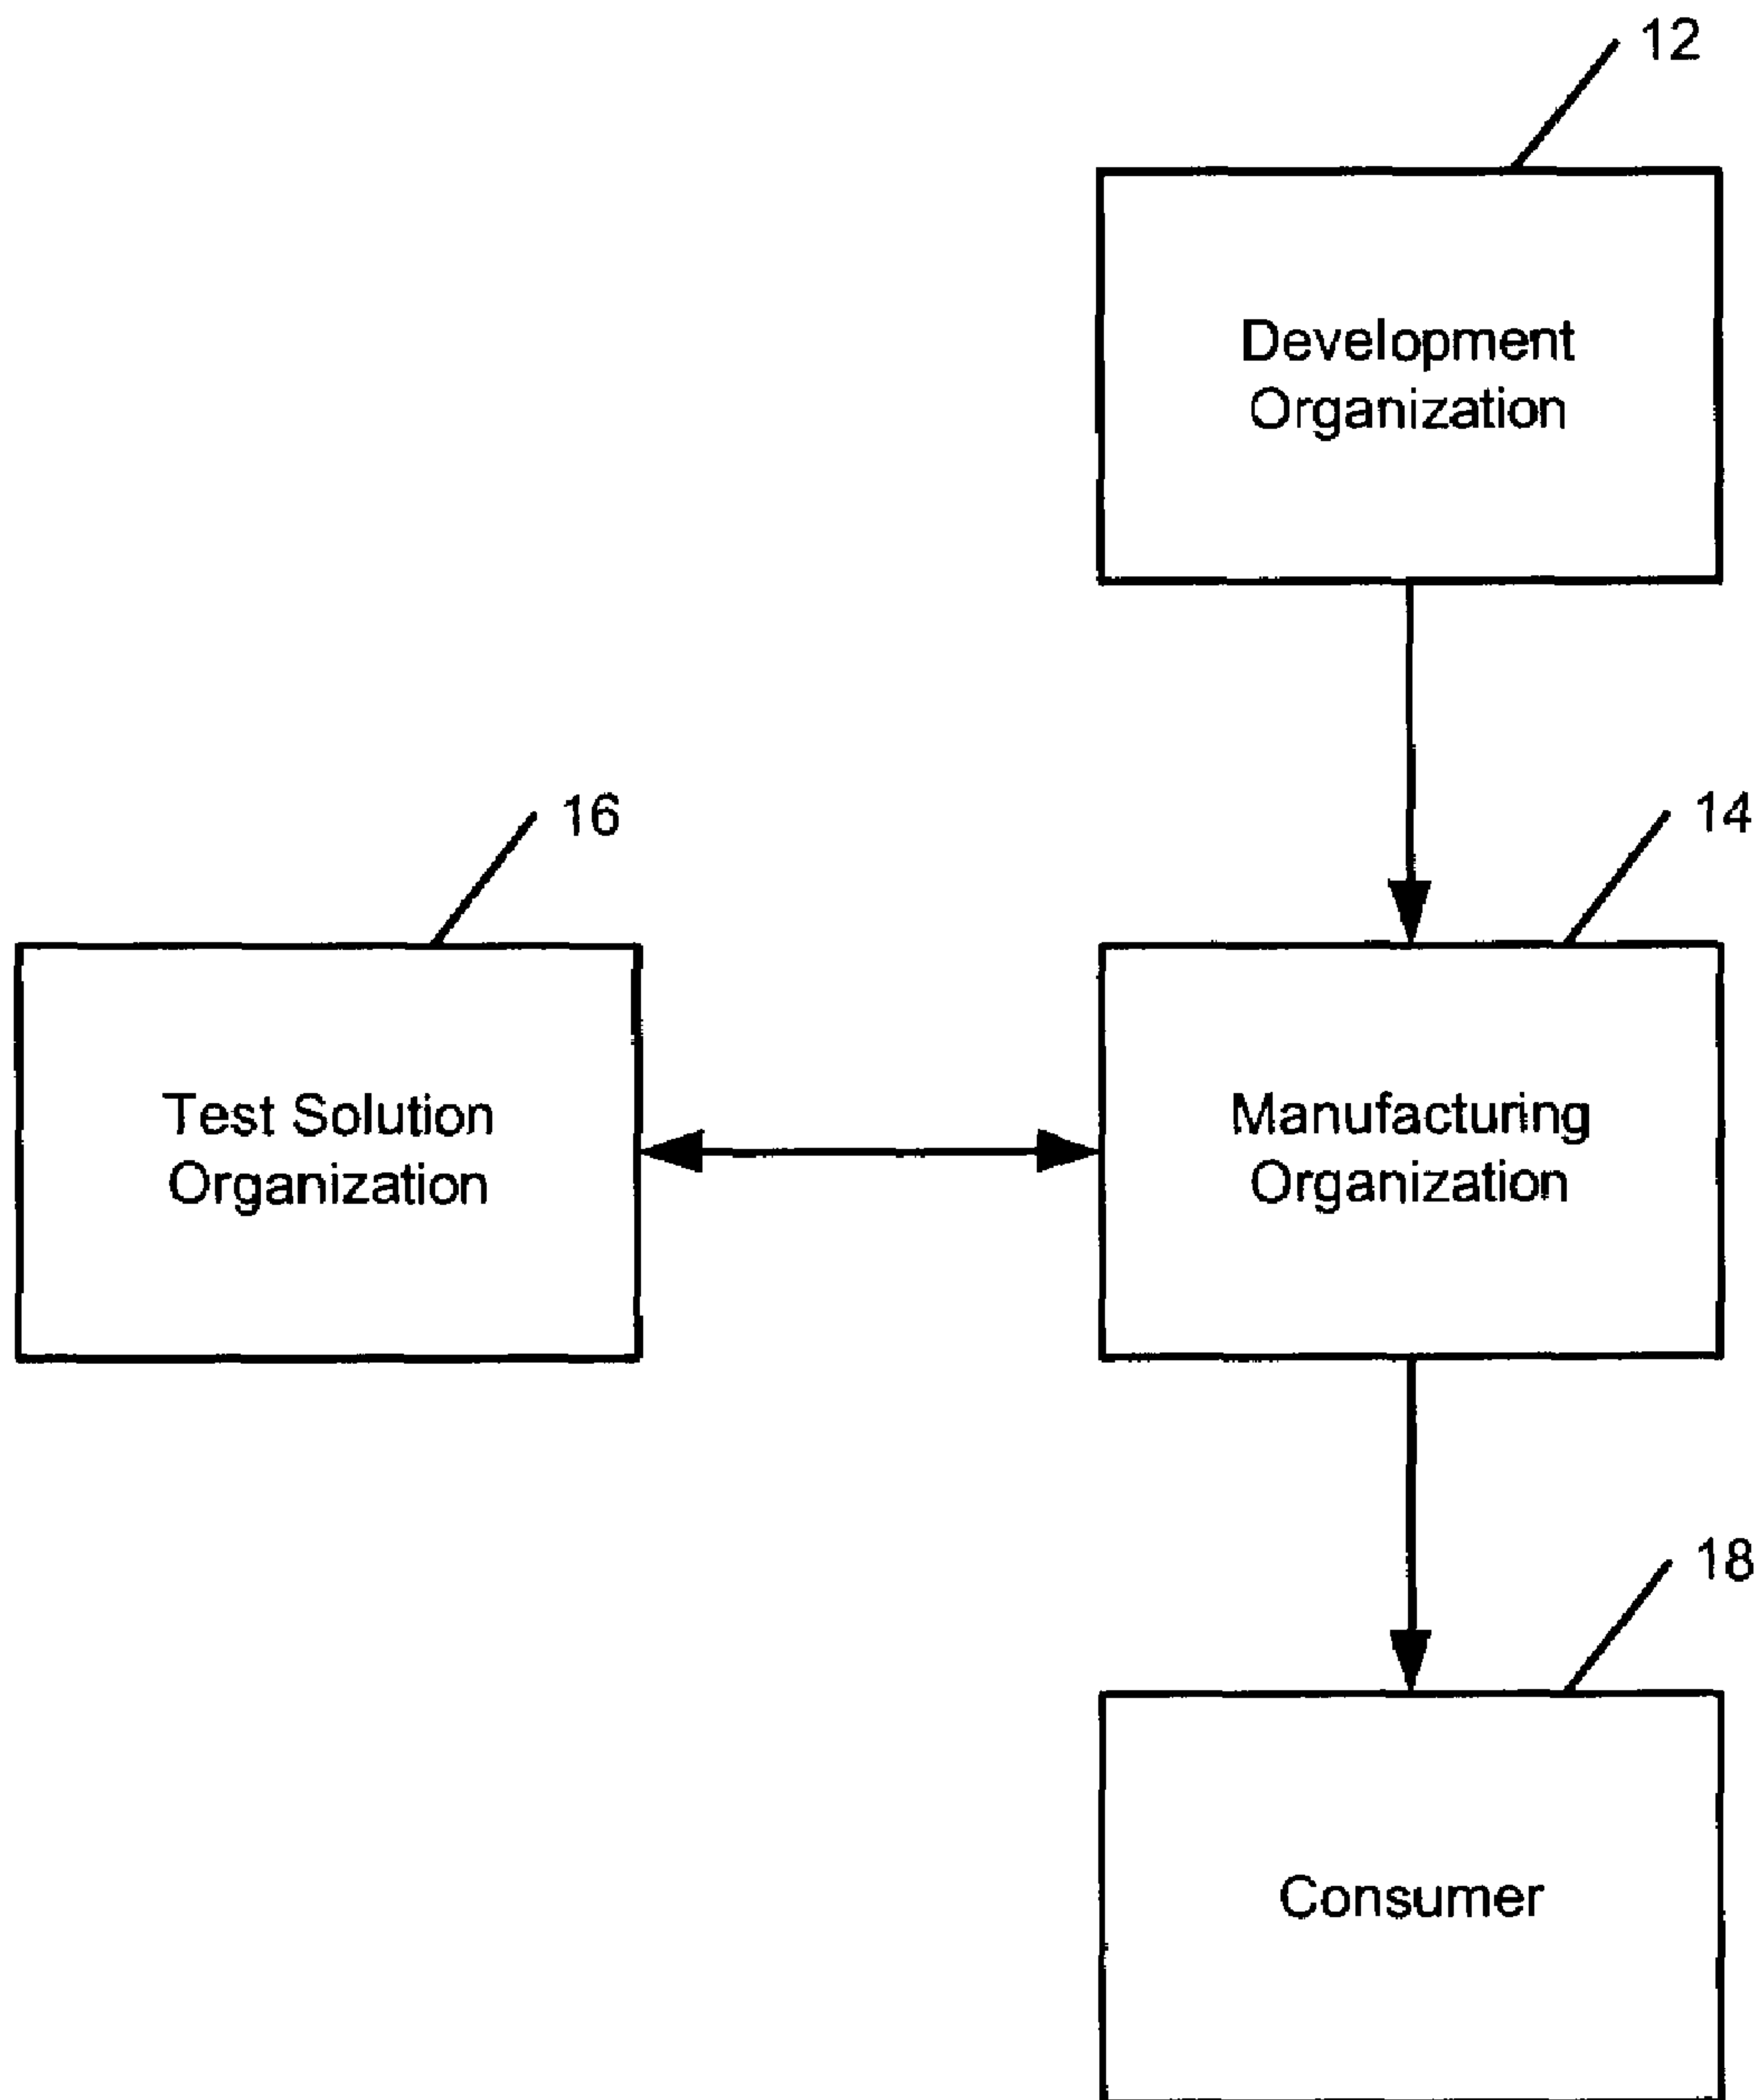 12
Development
Organization
16
14
Test Solution
Organization
Manufacturing
Organization
18
Consumer